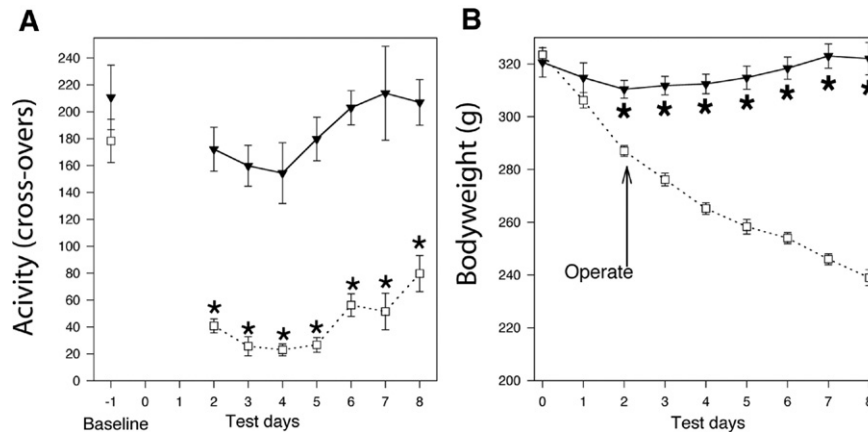 A
Acivity (cross-overs)
240
220
200
180
160
140
120
100
80
60
40
20
0
-1 0 1 2 3 4 5 6 7 8
Baseline Test days
B
Bodyweight (g)
320
300
280
260
240
220
200
Operate
0 1 2 3 4 5 6 7 8
Test days